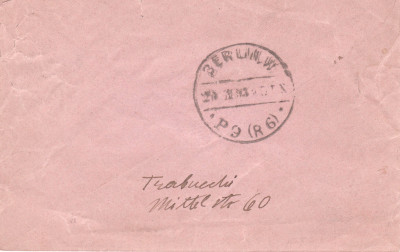 BERLIN, W.
P9 (R6)
Trabucchi
Mittelstr 60